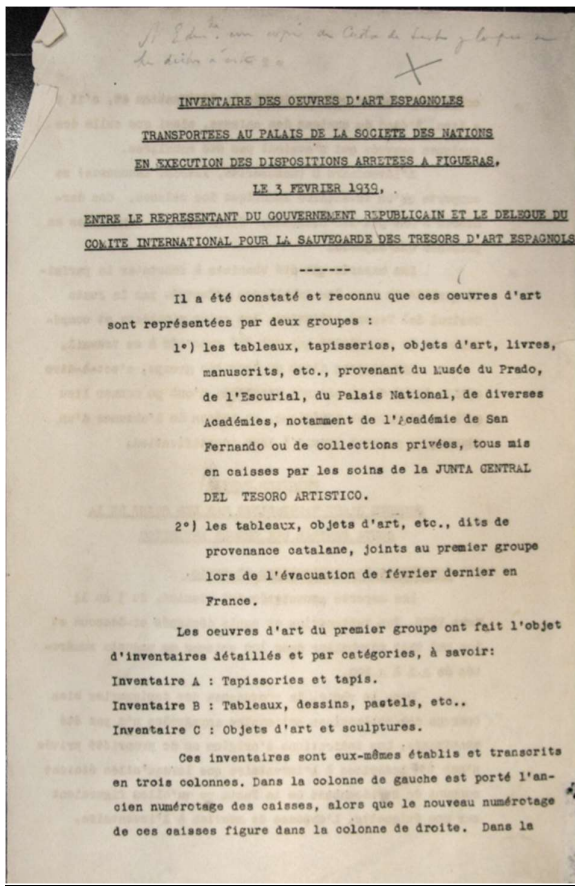 INVENTAIRE DES OEUVRES D'ART ESPAGNOLES
TRANSPORTEES AU PALAIS DE LA SOCIETE DES NATIONS
EN EXECUTION DES DISPOSITIONS ARRETEES A FIGUERAS,
LE 3 FEVRIER 1939,
ENTRE LE REPRESENTANT DU GOUVERNEMENT REPUBLICAIN ET LE DELEGUE DU
COMITE INTERNATIONAL POUR LA SAUVEGARDE DES TRESORS D'ART ESPAGNOLS
-------
Il a été constaté et reconnu que ces oeuvres d'art
sont représentées par deux groupes :
1°) les tableaux, tapisseries, objets d'art, livres,
manuscrits, etc., provenant du Musée du Prado,
de l'Escurial, du Palais National, de diverses
Académies, notamment de l'Académie de San
Fernando ou de collections privées, tous mis
en caisses par les soins de la JUNTA CENTRAL
DEL TESORO ARTISTICO.
2°) les tableaux, objets d'art, etc., dits de
provenance catalane, joints au premier groupe
lors de l'évacuation de février dernier en
France.
Les oeuvres d'art du premier groupe ont fait l'objet
d'inventaires détaillés et par catégories, à savoir:
Inventaire A : Tapisseries et tapis.
Inventaire B : Tableaux, dessins, pastels, etc..
Inventaire C : Objets d'art et sculptures.
Ces inventaires sont eux-mêmes établis et transcrits
en trois colonnes. Dans la colonne de gauche est porté l'an-
cien numérotage des caisses, alors que le nouveau numérotage
de ces caisses figure dans la colonne de droite. Dans la